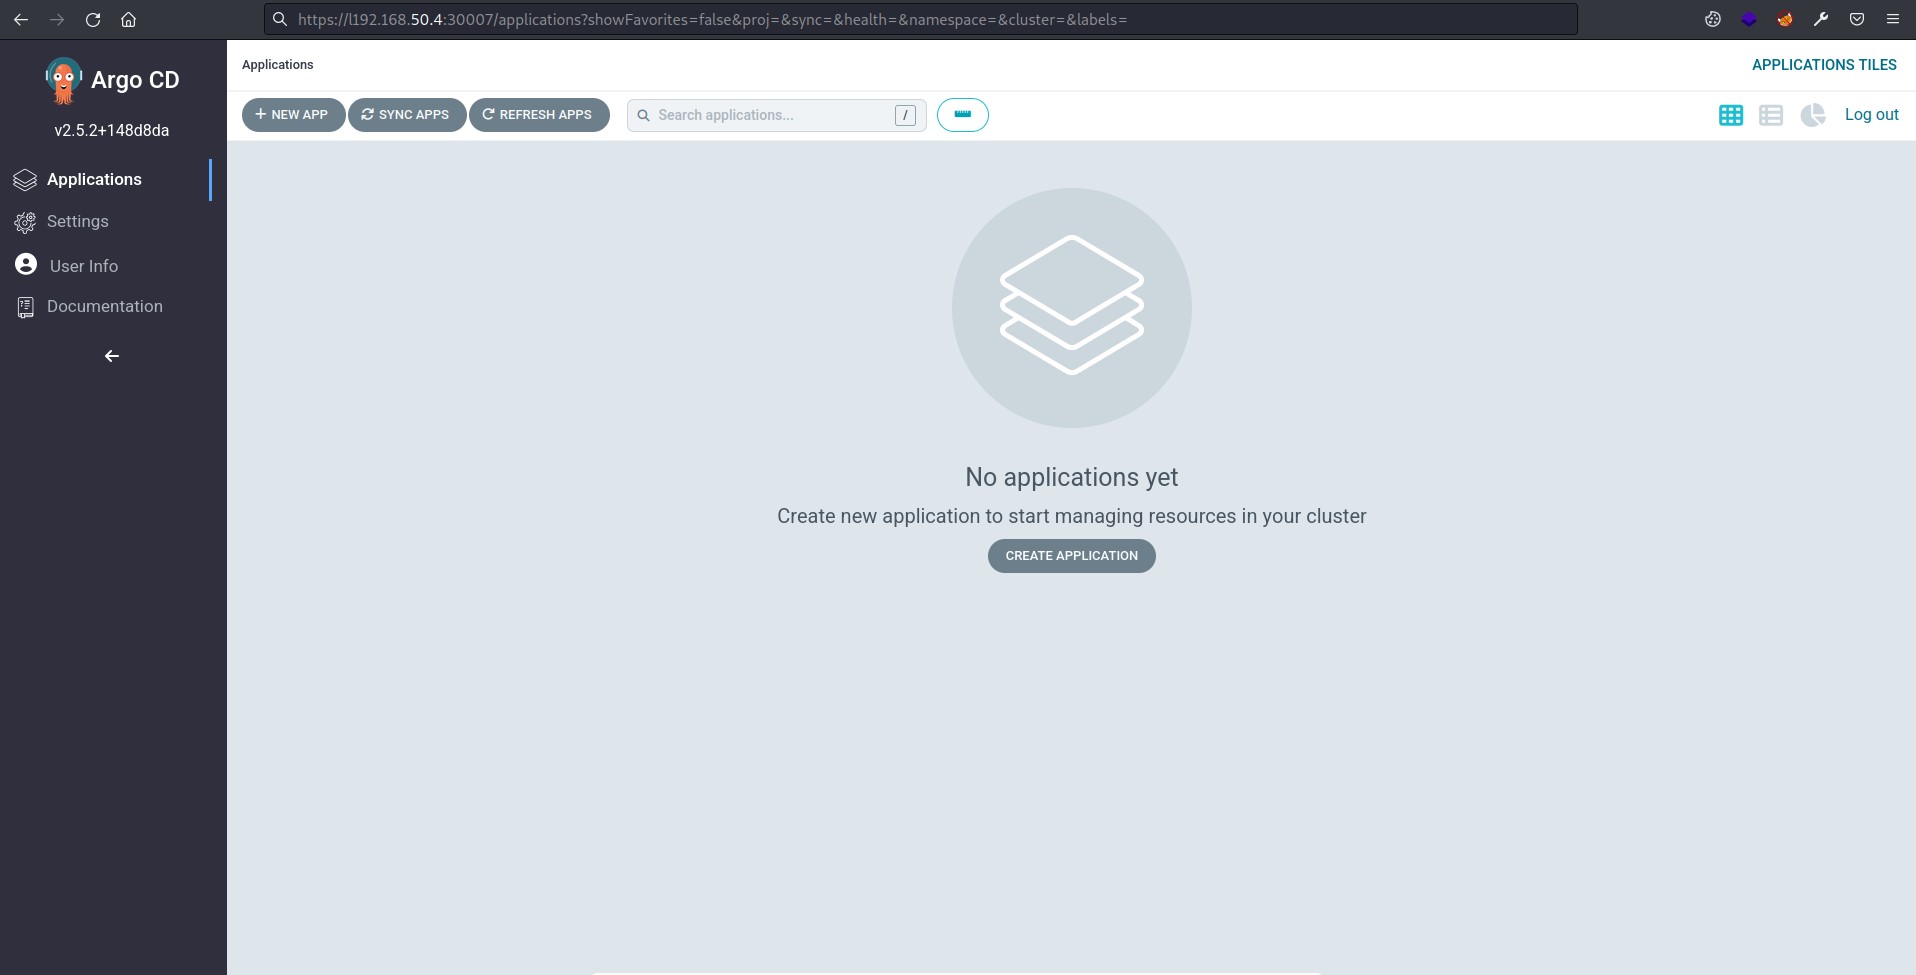 https://l192.168.50.4:30007/applications?showFavorites=false&proj=&sync=&health=&namespace=&cluster=&labels=
Argo CD
v2.5.2+148d8da
Applications
Settings
User Info
Documentation
Applications
APPLICATIONS TILES
+ NEW APP
SYNC APPS
REFRESH APPS
Search applications...
/
Log out
No applications yet
Create new application to start managing resources in your cluster
CREATE APPLICATION